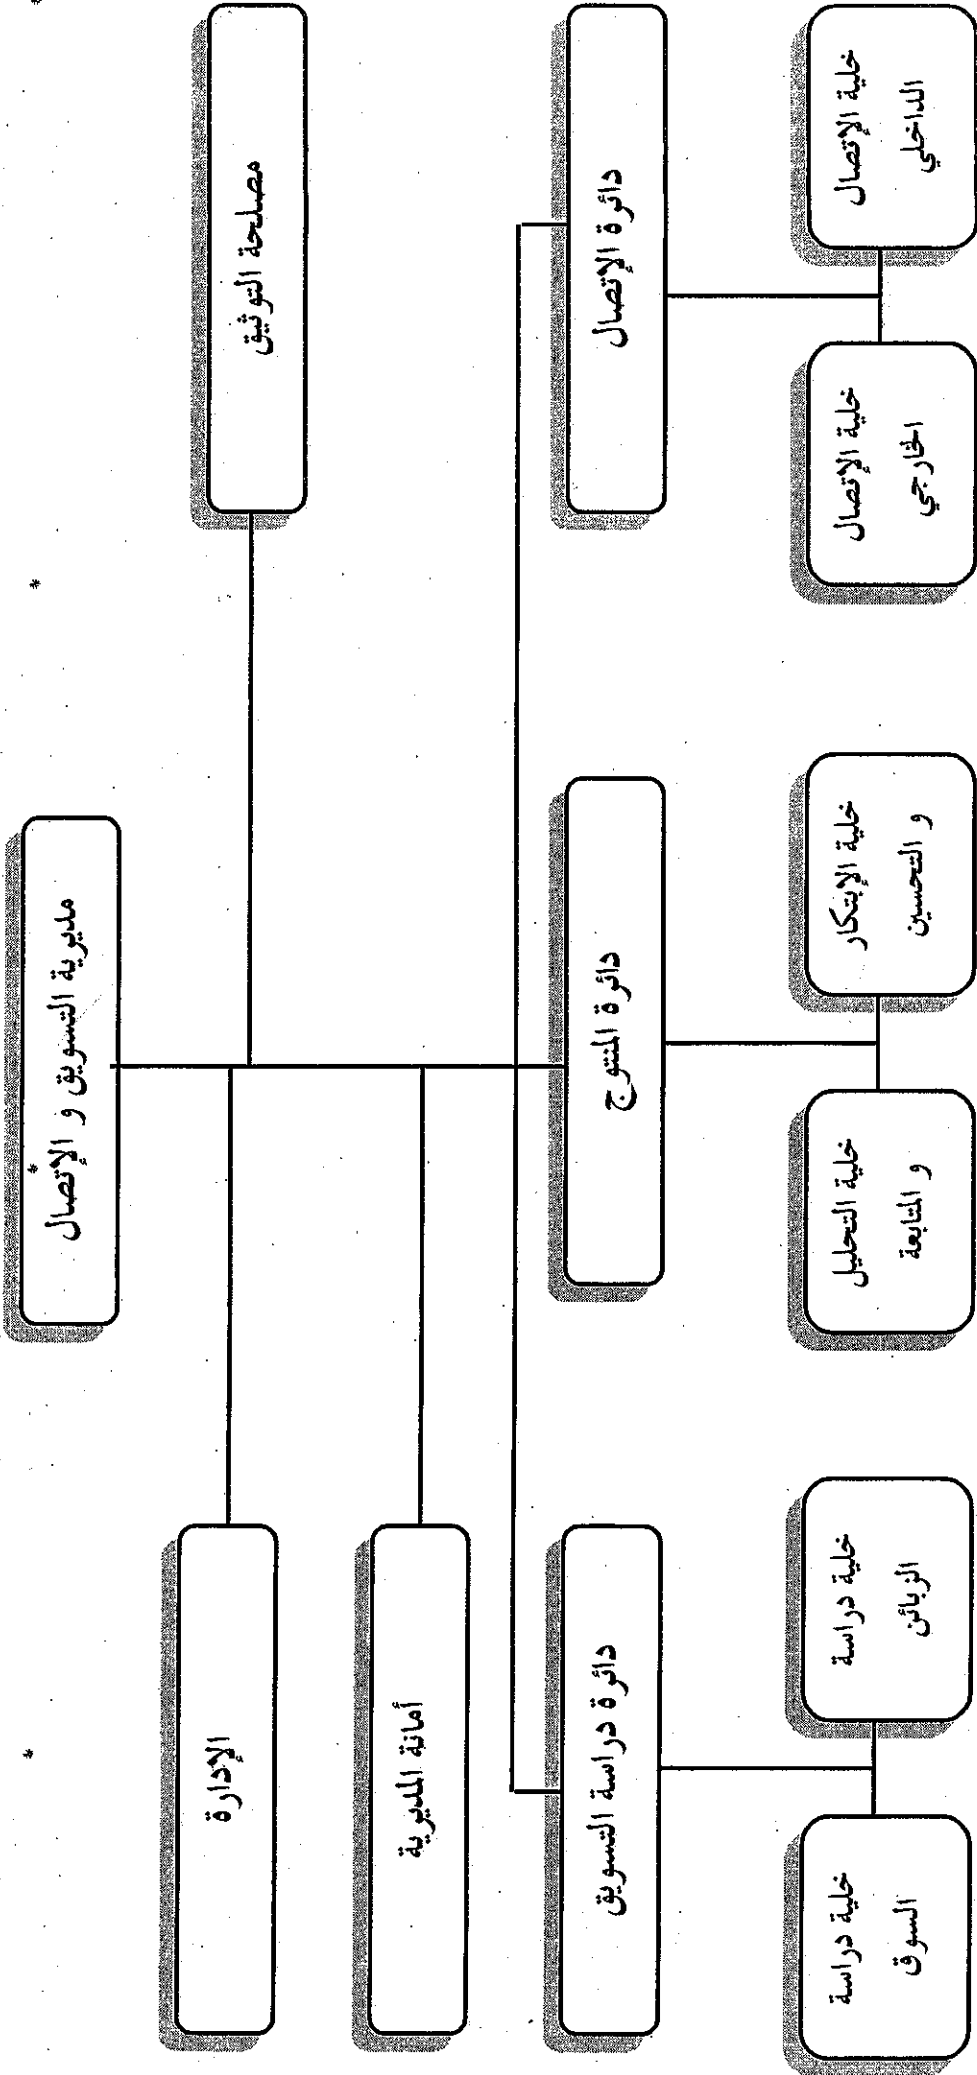 مديرية التسويق و الإتصال
مصلحة التوثيق
الإدارة
أمانة المديرية
دائرة الإتصال
دائرة المنتوج
دائرة دراسة التسويق
خلية الإتصال
الداخلي
خلية الإتصال
الخارجي
خلية الإبتكار
و التحسين
خلية التحليل
و المتابعة
خلية دراسة
الزبائن
خلية دراسة
السوق